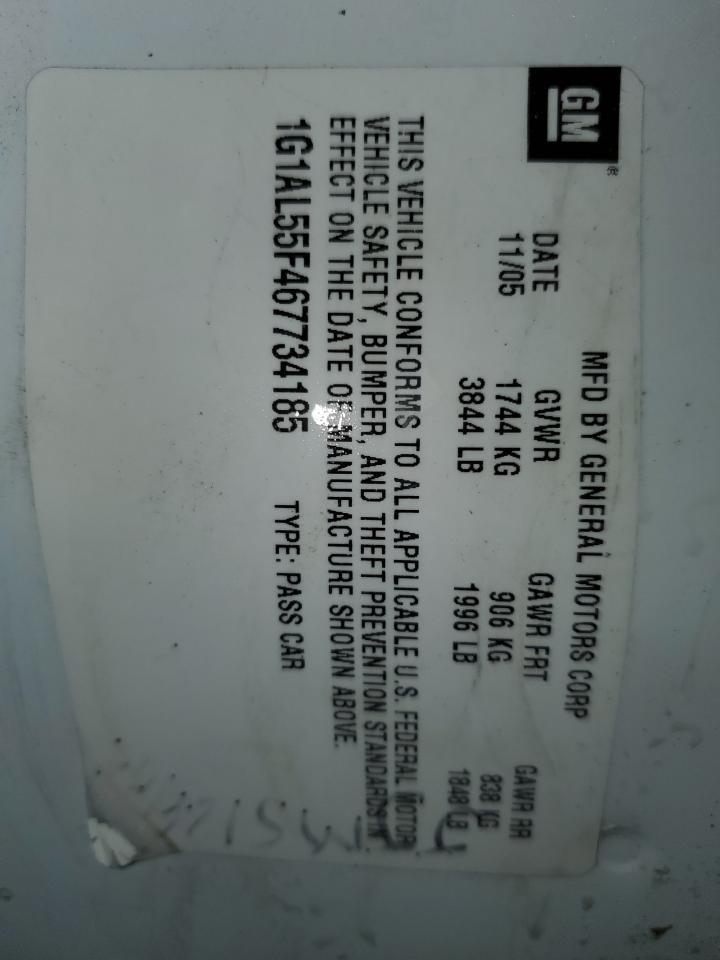 GM®
MFD BY GENERAL MOTORS CORP
DATE GVWR GAWR FRT GAWR RR
11/05 1744 KG 906 KG 838 KG
3844 LB 1996 LB 1848 LB
THIS VEHICLE CONFORMS TO ALL APPLICABLE U.S. FEDERAL MOTOR
VEHICLE SAFETY, BUMPER, AND THEFT PREVENTION STANDARDS IN
EFFECT ON THE DATE OF MANUFACTURE SHOWN ABOVE.
1G1AL55F467734185 TYPE: PASS CAR